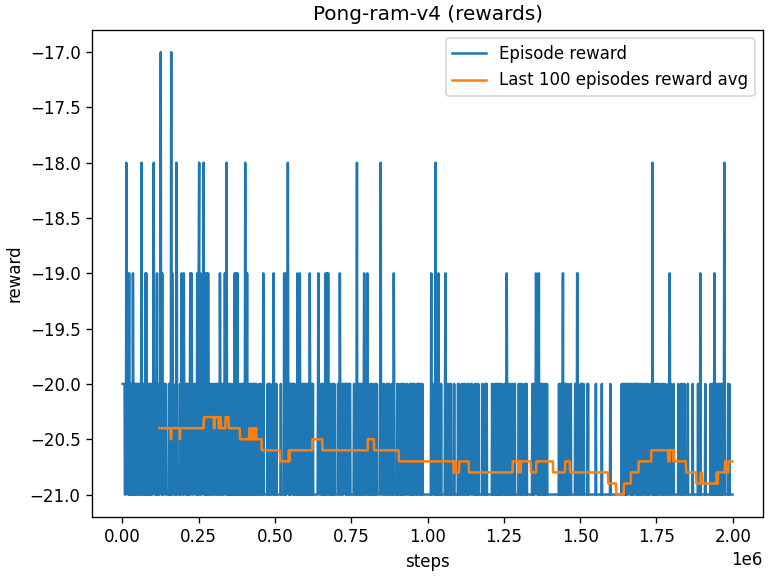 Pong-ram-v4 (rewards)
Episode reward
Last 100 episodes reward avg
reward
−17.0
−17.5
−18.0
−18.5
−19.0
−19.5
−20.0
−20.5
−21.0
0.00 0.25 0.50 0.75 1.00 1.25 1.50 1.75 2.00
1e6
steps